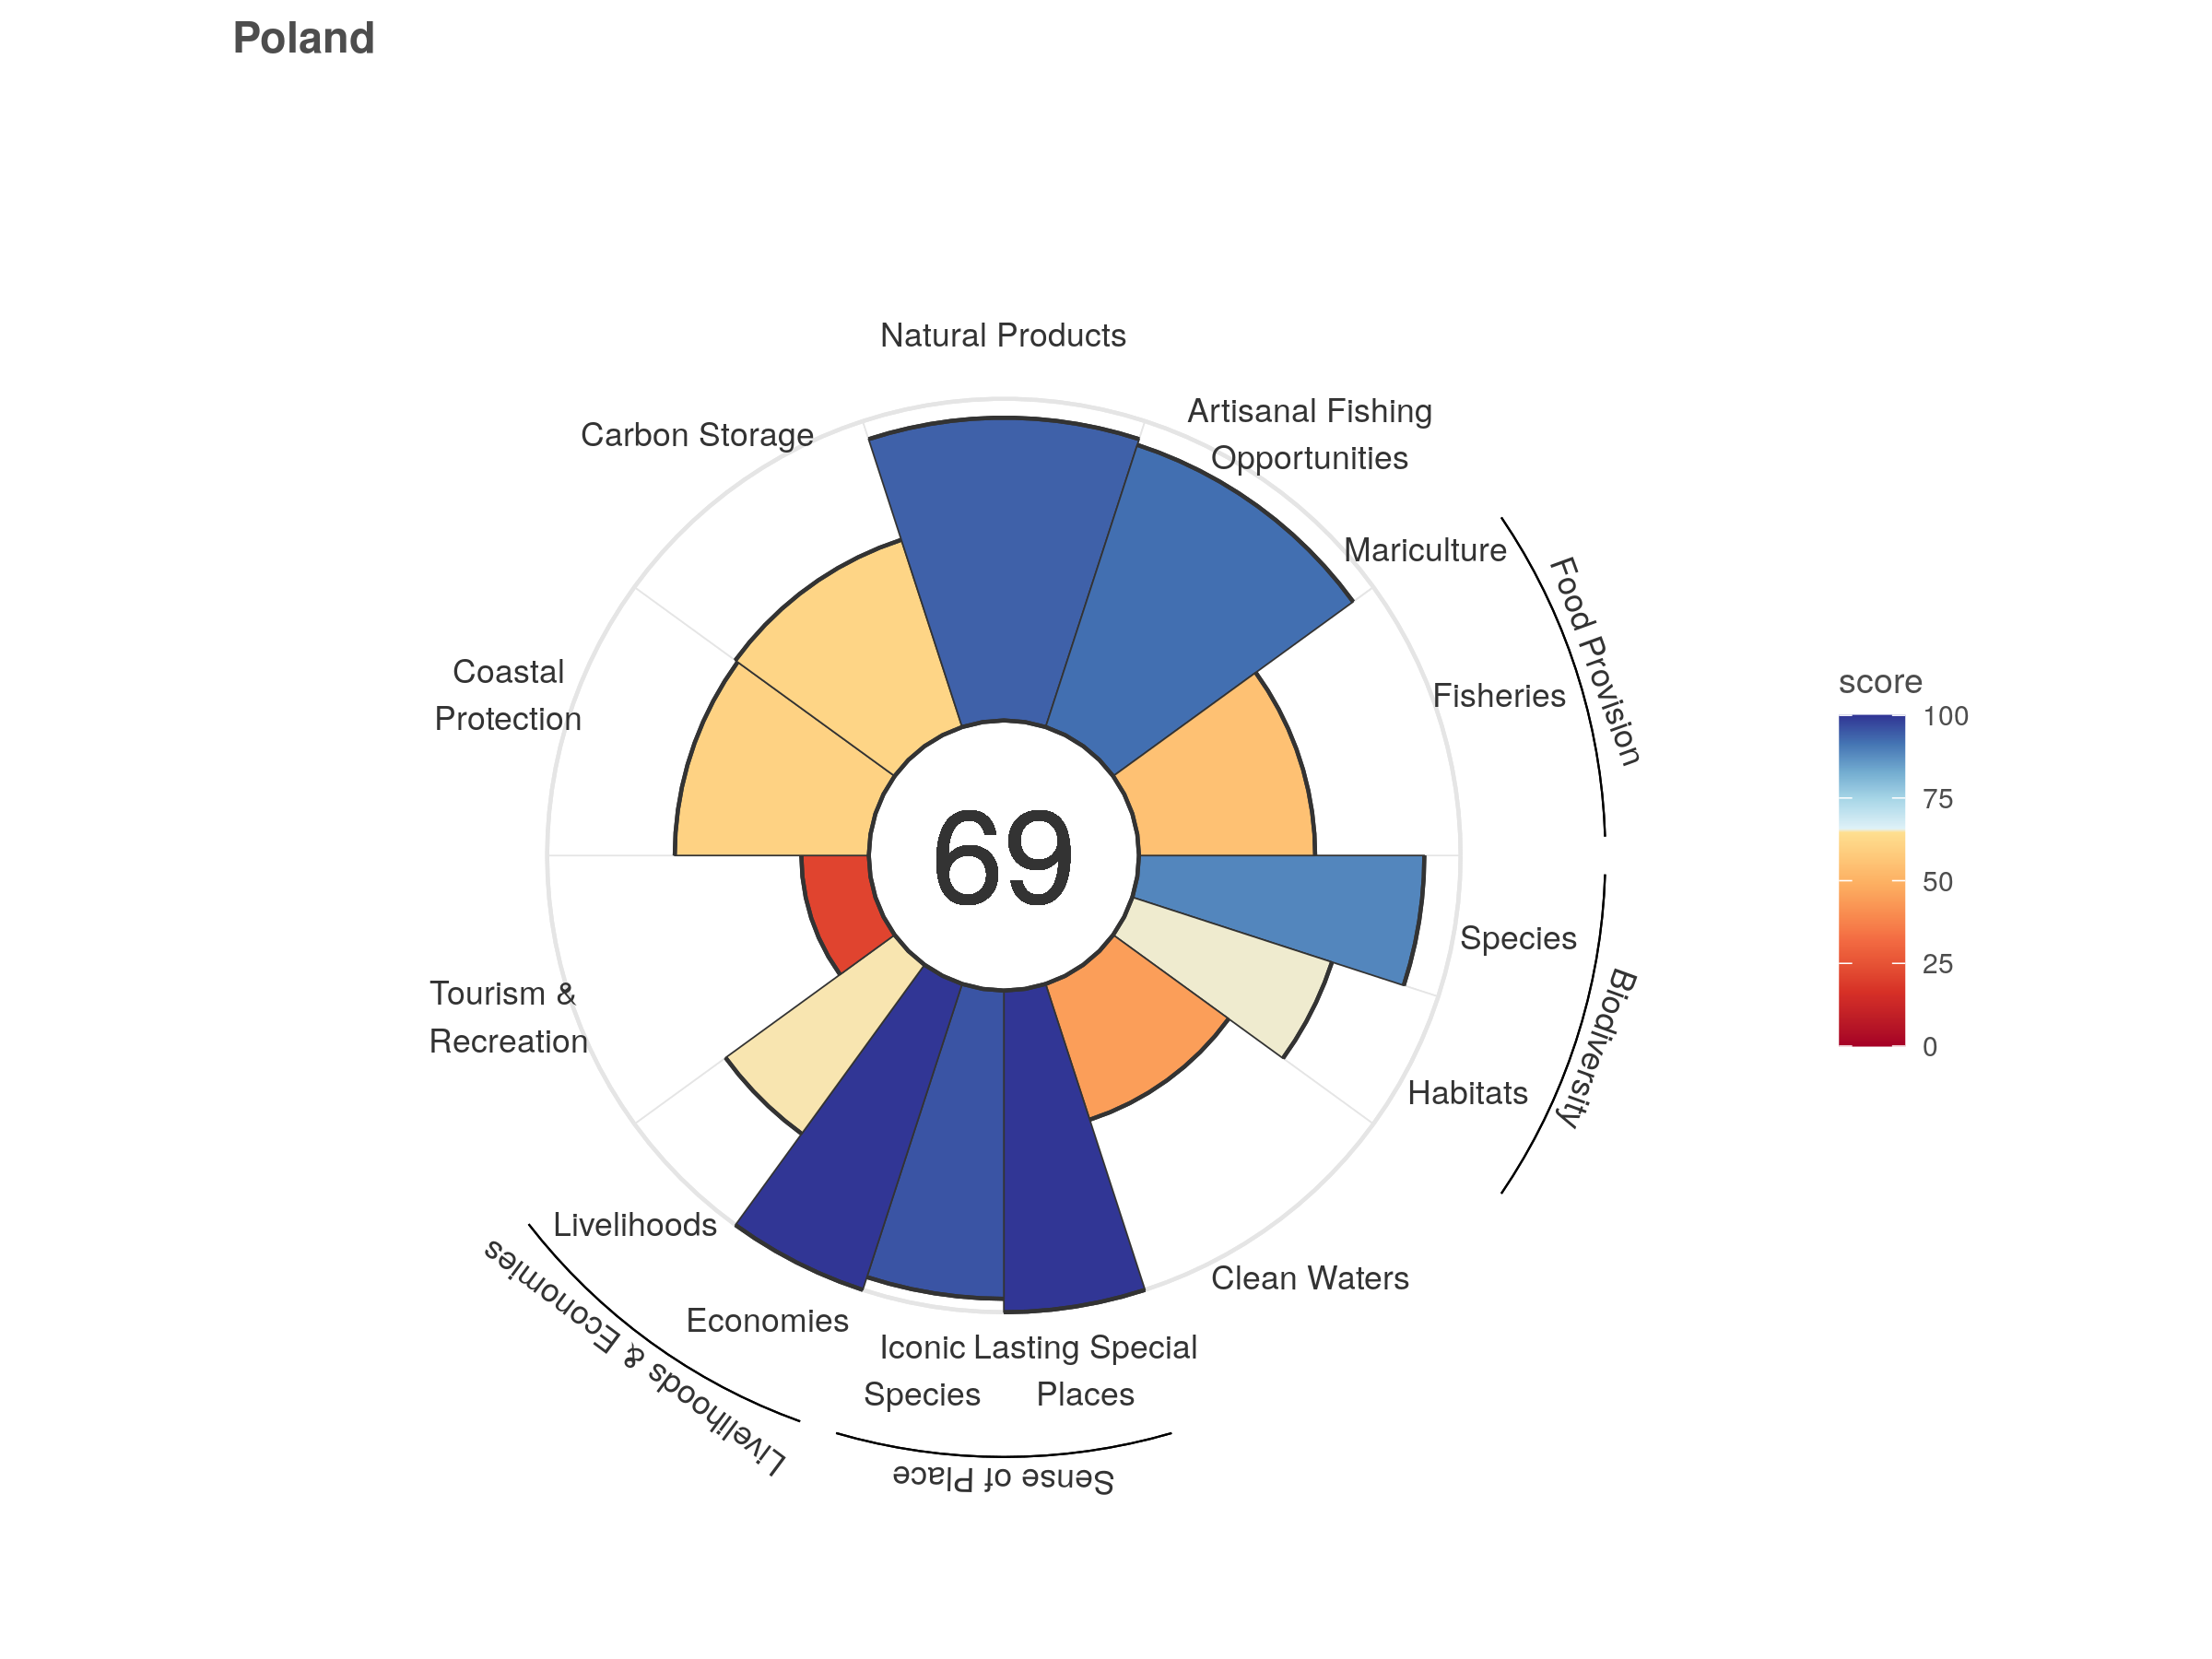 Poland
Natural Products
Carbon Storage
Artisanal Fishing
Opportunities
Mariculture
Food Provision
Fisheries
Coastal
Protection
score
100
75
50
25
0
69
Species
Biodiversity
Tourism &
Recreation
Habitats
Livelihoods
Clean Waters
Economies
Livelihoods & Economies
Iconic
Species
Lasting Special
Places
Sense of Place